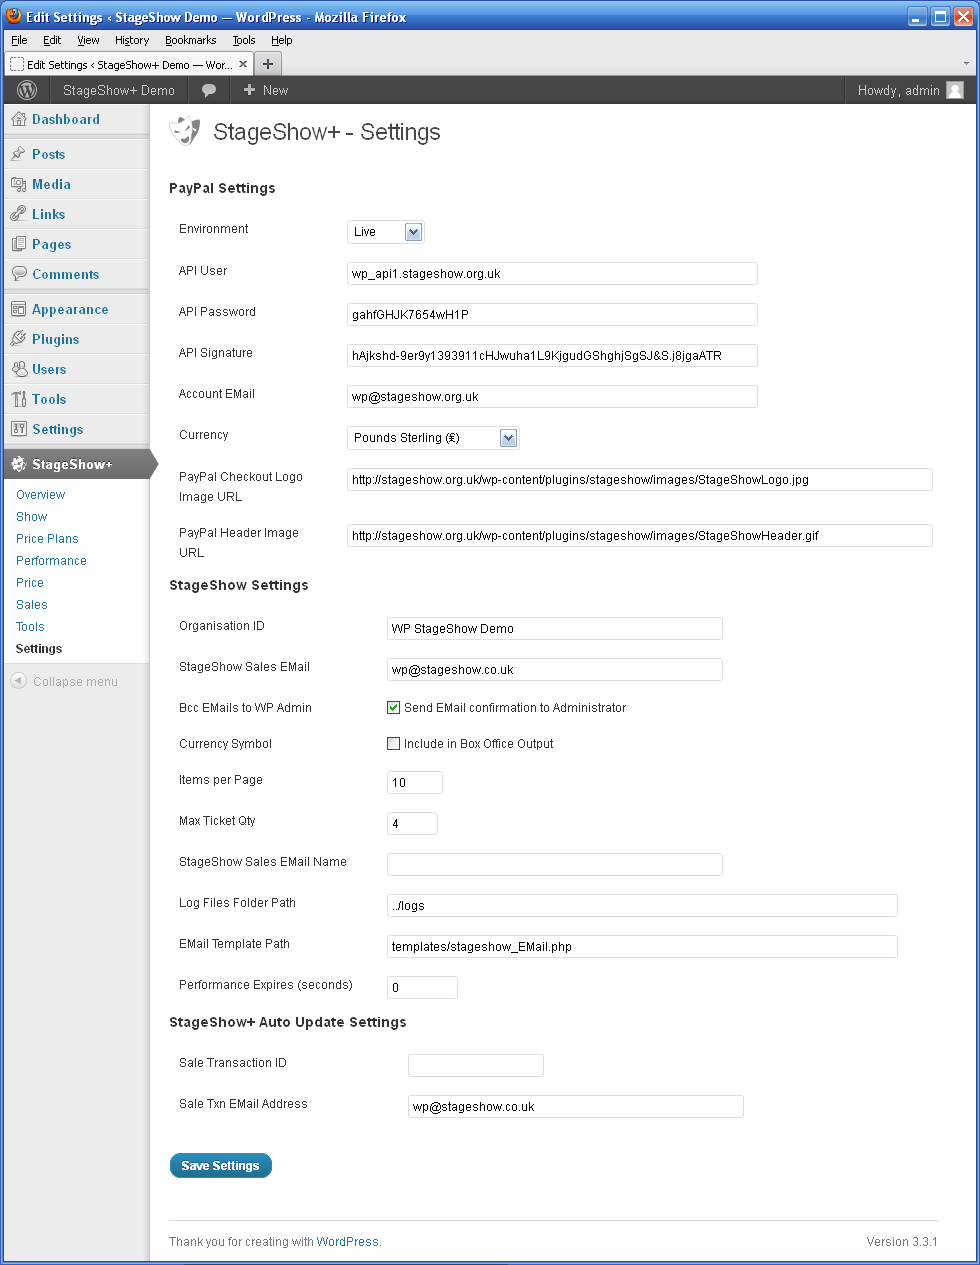 Edit Settings ‹ StageShow Demo — WordPress - Mozilla Firefox
File Edit View History Bookmarks Tools Help
Edit Settings ‹ StageShow+ Demo — Wor...
StageShow+ Demo + New Howdy, admin
Dashboard
Posts
Media
Links
Pages
Comments
Appearance
Plugins
Users
Tools
Settings
StageShow+
Overview
Show
Price Plans
Performance
Price
Sales
Tools
Settings
Collapse menu
StageShow+ - Settings
PayPal Settings
Environment Live
API User wp_api1.stageshow.org.uk
API Password gahfGHJK7654wH1P
API Signature hAjkshd-9er9y1393911cHJwuha1L9KjgudGShghjSgSJ&S.j8jgaATR
Account EMail wp@stageshow.org.uk
Currency Pounds Sterling (₤)
PayPal Checkout Logo http://stageshow.org.uk/wp-content/plugins/stageshow/images/StageShowLogo.jpg
Image URL
PayPal Header Image http://stageshow.org.uk/wp-content/plugins/stageshow/images/StageShowHeader.gif
URL
StageShow Settings
Organisation ID WP StageShow Demo
StageShow Sales EMail wp@stageshow.co.uk
Bcc EMails to WP Admin Send EMail confirmation to Administrator
Currency Symbol Include in Box Office Output
Items per Page 10
Max Ticket Qty 4
StageShow Sales EMail Name
Log Files Folder Path ../logs
EMail Template Path templates/stageshow_EMail.php
Performance Expires (seconds) 0
StageShow+ Auto Update Settings
Sale Transaction ID
Sale Txn EMail Address wp@stageshow.co.uk
Save Settings
Thank you for creating with WordPress. Version 3.3.1